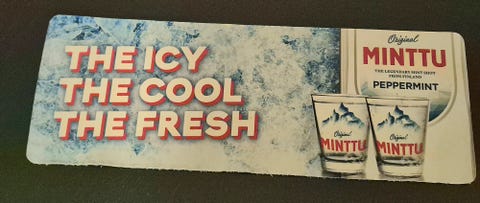 THE ICY
THE COOL
THE FRESH
Original
MINTTU
THE LEGENDARY MINT SHOT
FROM FINLAND
PEPPERMINT
Original
MINTTU
Original
MINTTU